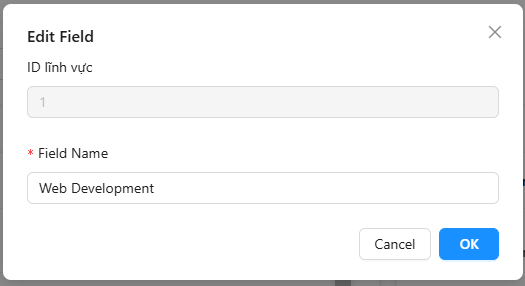 Edit Field
ID lĩnh vực
1
* Field Name
Web Development
Cancel
OK